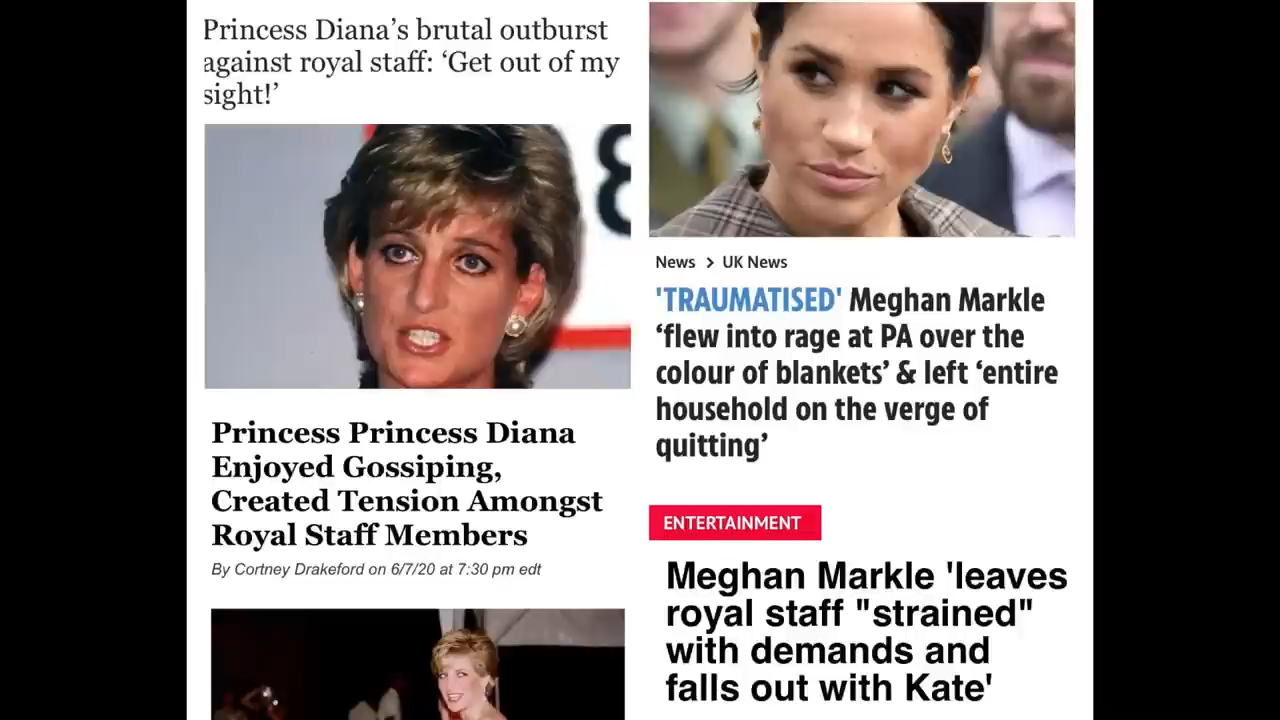 Princess Diana’s brutal outburst
against royal staff: ‘Get out of my
sight!’
8
Princess Princess Diana
Enjoyed Gossiping,
Created Tension Amongst
Royal Staff Members
By Cortney Drakeford on 6/7/20 at 7:30 pm edt
News > UK News
'TRAUMATISED' Meghan Markle
‘flew into rage at PA over the
colour of blankets’ & left ‘entire
household on the verge of
quitting’
ENTERTAINMENT
Meghan Markle 'leaves
royal staff "strained"
with demands and
falls out with Kate'